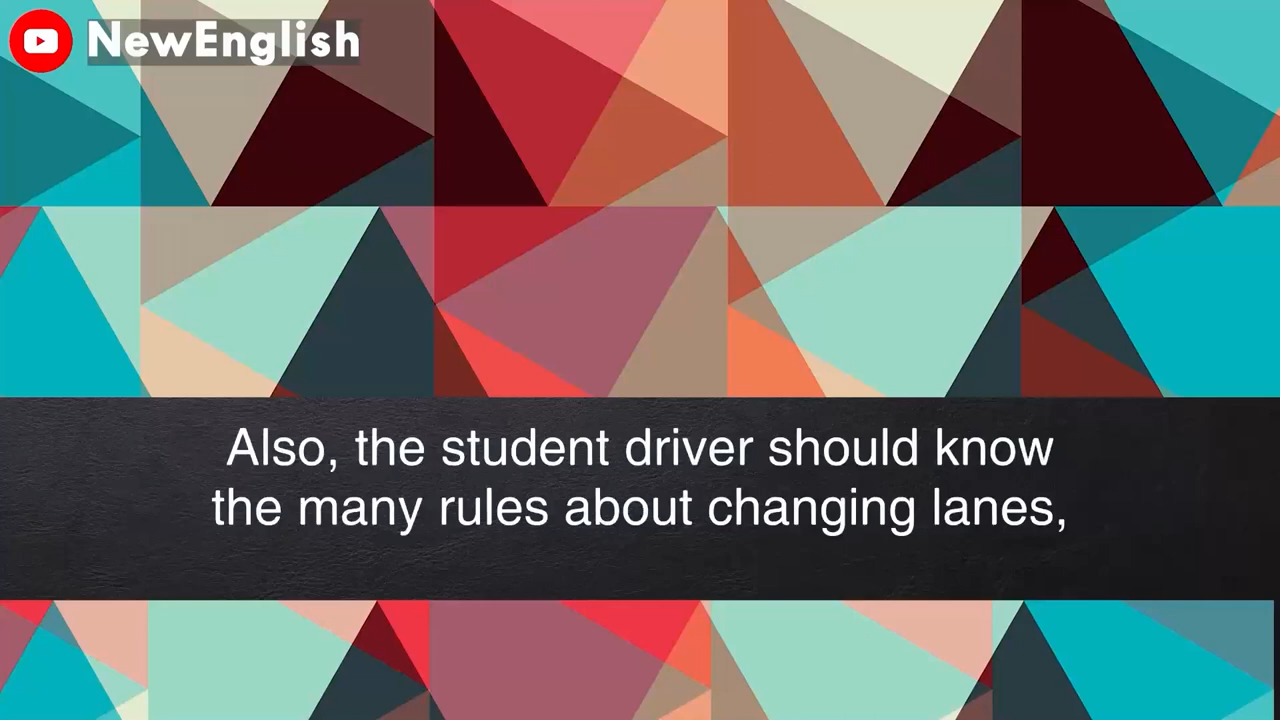 NewEnglish
Also, the student driver should know
the many rules about changing lanes,